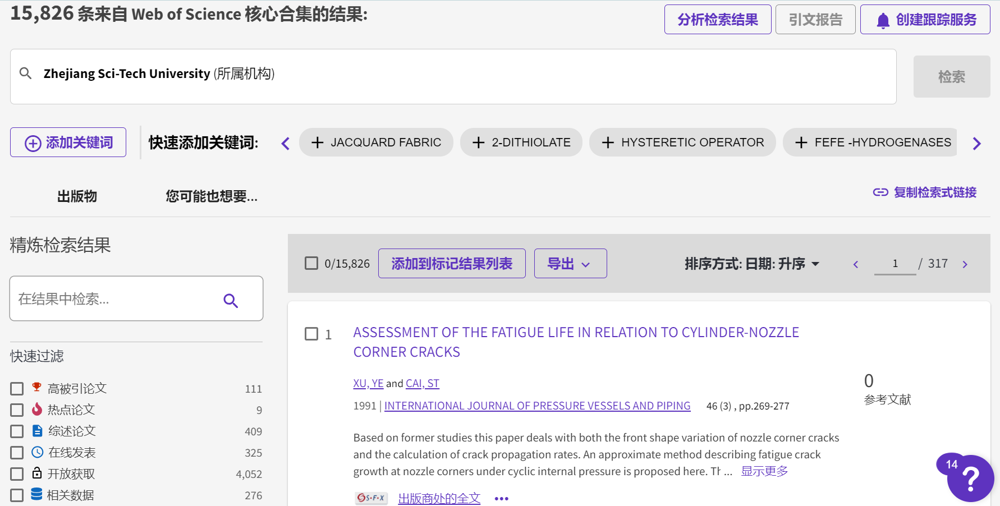 15,826 条来自 Web of Science 核心合集的结果:
分析检索结果
引文报告
创建跟踪服务
Zhejiang Sci-Tech University (所属机构)
检索
添加关键词
快速添加关键词:
JACQUARD FABRIC
2-DITHIOLATE
HYSTERETIC OPERATOR
FEFE -HYDROGENASES
出版物
您可能也想要...
复制检索式链接
精炼检索结果
在结果中检索...
快速过滤
高被引论文 111
热点论文 9
综述论文 409
在线发表 325
开放获取 4,052
相关数据 276
0/15,826
添加到标记结果列表
导出
排序方式: 日期: 升序
1 / 317
1
ASSESSMENT OF THE FATIGUE LIFE IN RELATION TO CYLINDER-NOZZLE
CORNER CRACKS
XU, YE and CAI, ST
1991 | INTERNATIONAL JOURNAL OF PRESSURE VESSELS AND PIPING 46 (3) , pp.269-277
Based on former studies this paper deals with both the front shape variation of nozzle corner cracks
and the calculation of crack propagation rates. An approximate method describing fatigue crack
growth at nozzle corners under cyclic internal pressure is proposed here. Th ... 显示更多
S·F·X 出版商处的全文 •••
0
参考文献
14
?